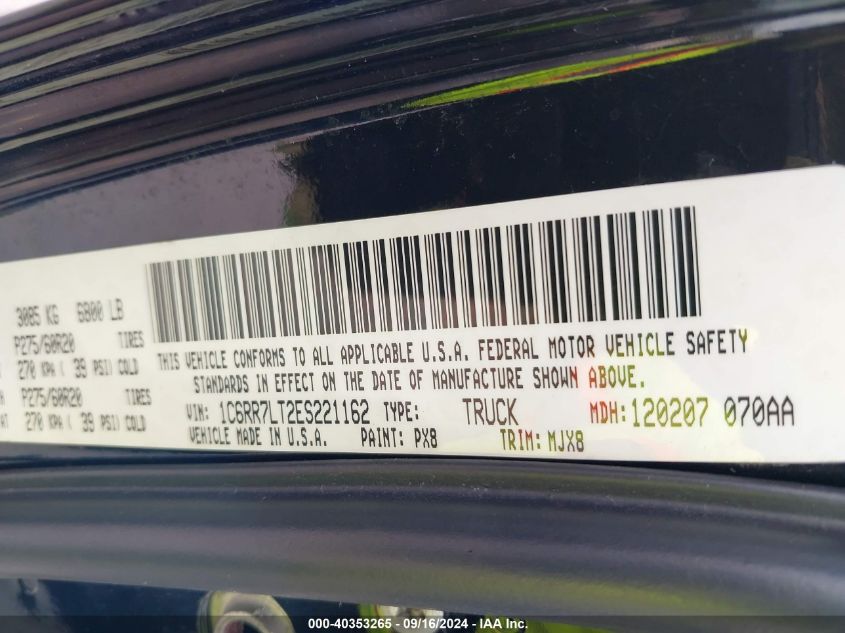 3085 KG 6800 LB
P275/60R20 TIRES
270 KPA ( 39 PSI) COLD
P275/60R20 TIRES
270 KPA ( 39 PSI) COLD
THIS VEHICLE CONFORMS TO ALL APPLICABLE U.S.A. FEDERAL MOTOR VEHICLE SAFETY
STANDARDS IN EFFECT ON THE DATE OF MANUFACTURE SHOWN ABOVE.
VIN: 1C6RR7LT2ES221162 TYPE: TRUCK MDH: 120207 070AA
VEHICLE MADE IN U.S.A. PAINT: PX8 TRIM: MJX8
000-40353265 - 09/16/2024 - IAA Inc.